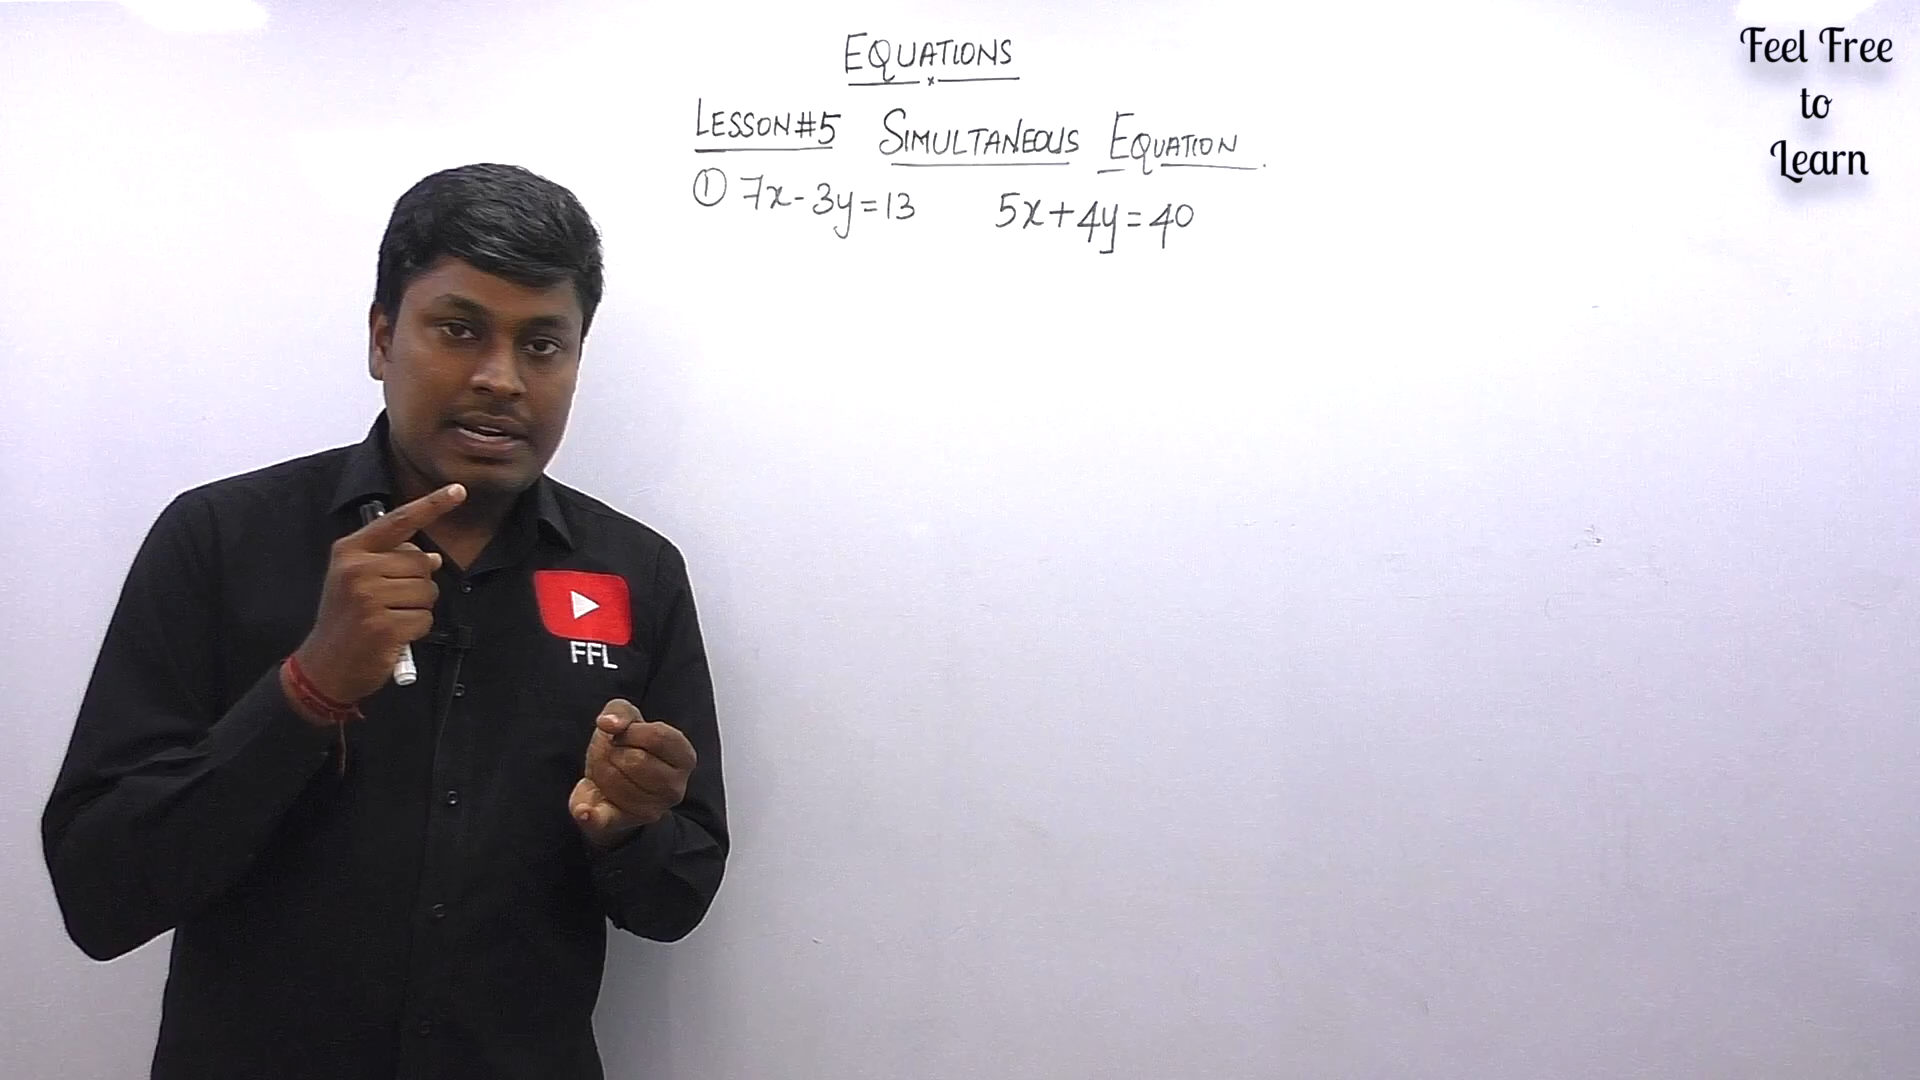 EQUATIONS
LESSON#5 SIMULTANEOUS EQUATION
① 7x-3y=13 5x+4y=40
Feel Free
to
Learn
FFL